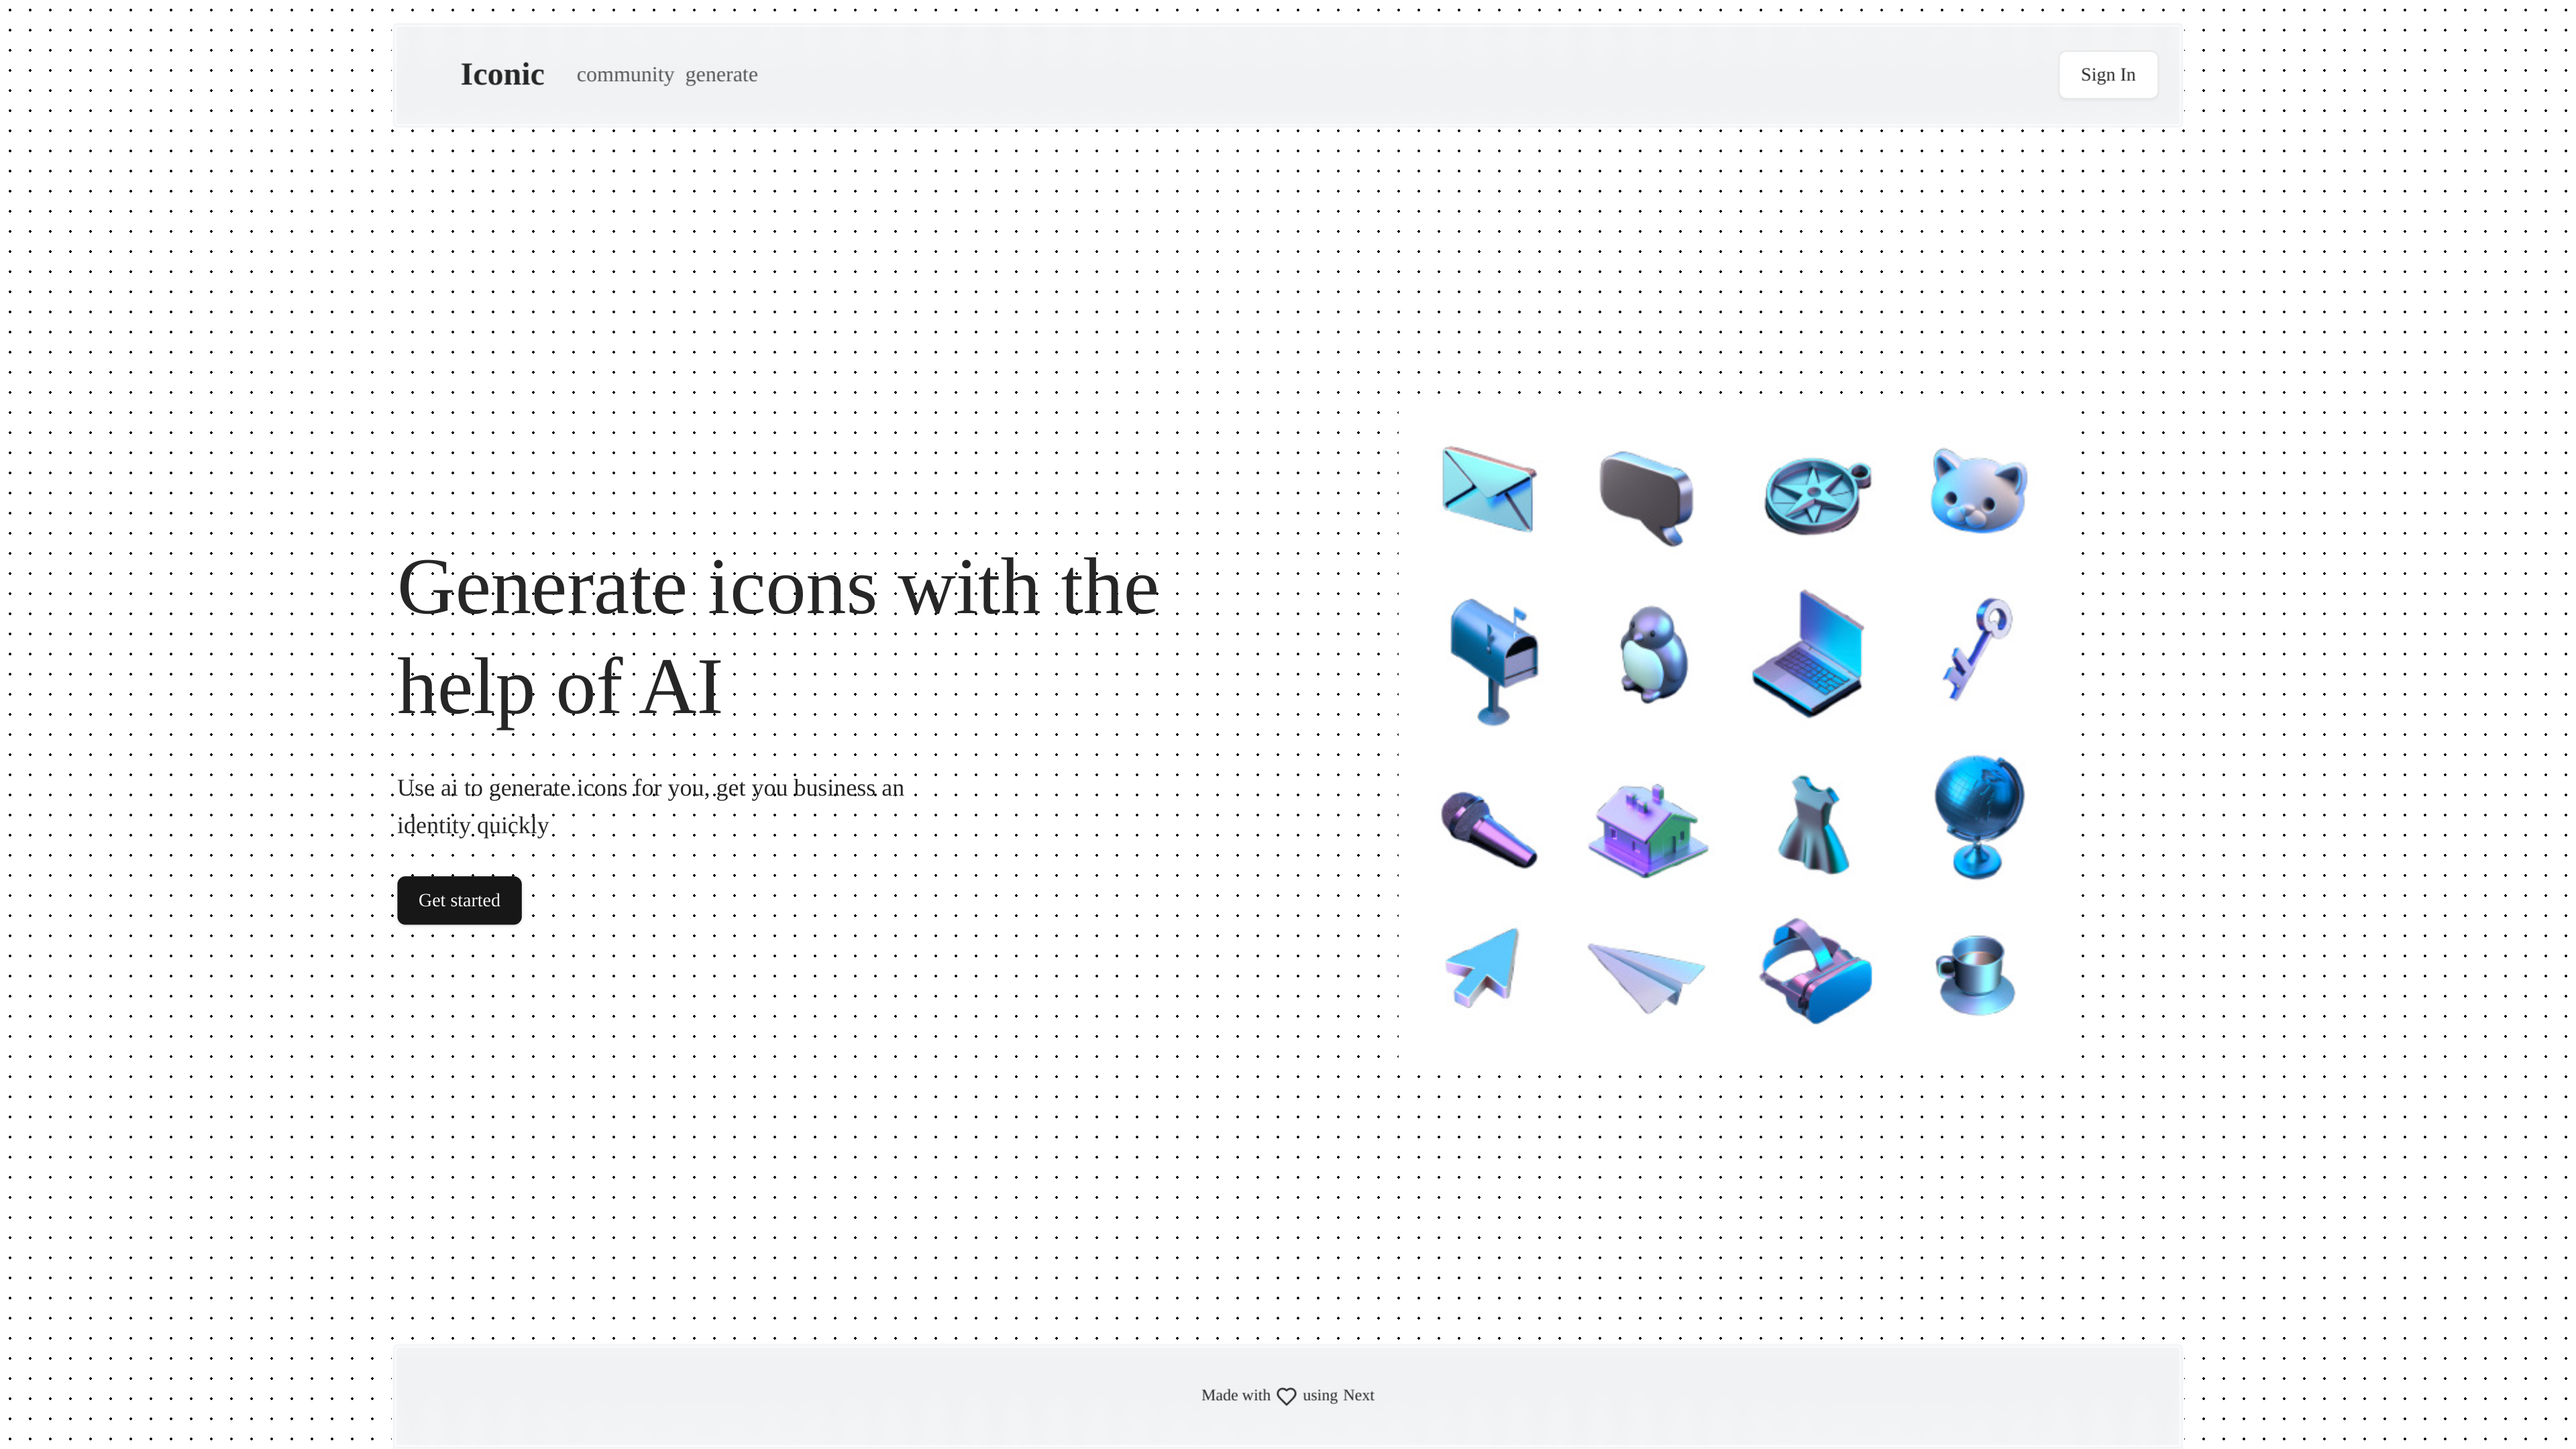 Iconic community generate Sign In
Generate icons with the
help of AI
Use ai to generate icons for you, get you business an
identity quickly
Get started
Made with using Next